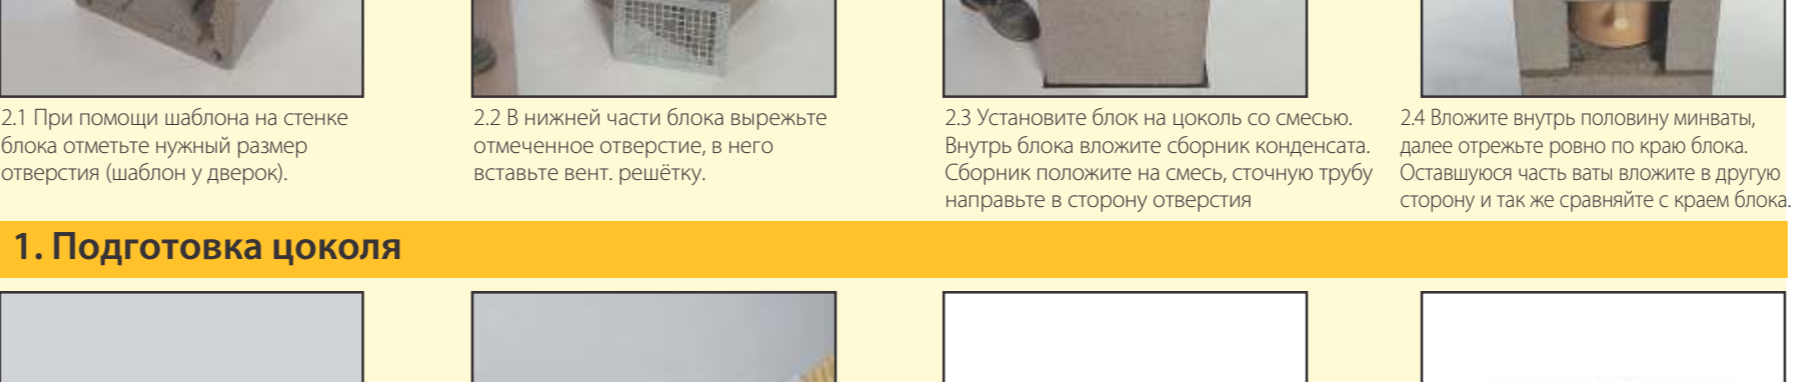 2.1 При помощи шаблона на стенке
блока отметьте нужный размер
отверстия (шаблон у дверок).
2.2 В нижней части блока вырежьте
отмеченное отверстие, в него
вставьте вент. решётку.
2.3 Установите блок на цоколь со смесью.
Внутрь блока вложите сборник конденсата.
Сборник положите на смесь, сточную трубу
направьте в сторону отверстия
2.4 Вложите внутрь половину минваты,
далее отрежьте ровно по краю блока.
Оставшуюся часть ваты вложите в другую
сторону и так же сравняйте с краем блока.
1. Подготовка цоколя